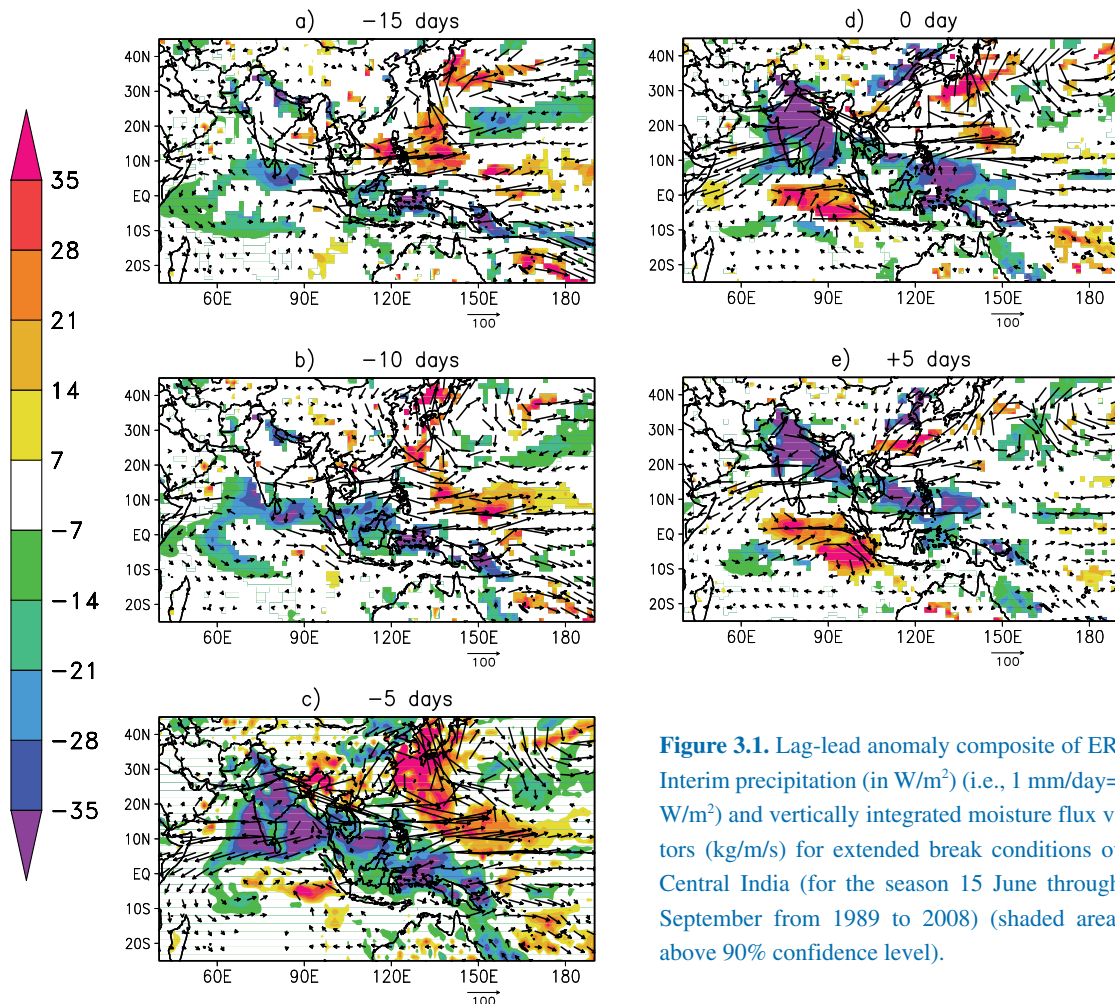 35
28
21
14
7
−7
−14
−21
−28
−35
a) −15 days
40N
30N
20N
10N
EQ
10S
20S
60E 90E 120E 150E 180
100
b) −10 days
40N
30N
20N
10N
EQ
10S
20S
60E 90E 120E 150E 180
100
c) −5 days
40N
30N
20N
10N
EQ
10S
20S
60E 90E 120E 150E 180
100
d) 0 day
40N
30N
20N
10N
EQ
10S
20S
60E 90E 120E 150E 180
100
e) +5 days
40N
30N
20N
10N
EQ
10S
20S
60E 90E 120E 150E 180
100
Figure 3.1. Lag-lead anomaly composite of ER
Interim precipitation (in W/m²) (i.e., 1 mm/day=
W/m²) and vertically integrated moisture flux v
tors (kg/m/s) for extended break conditions o
Central India (for the season 15 June through
September from 1989 to 2008) (shaded area
above 90% confidence level).